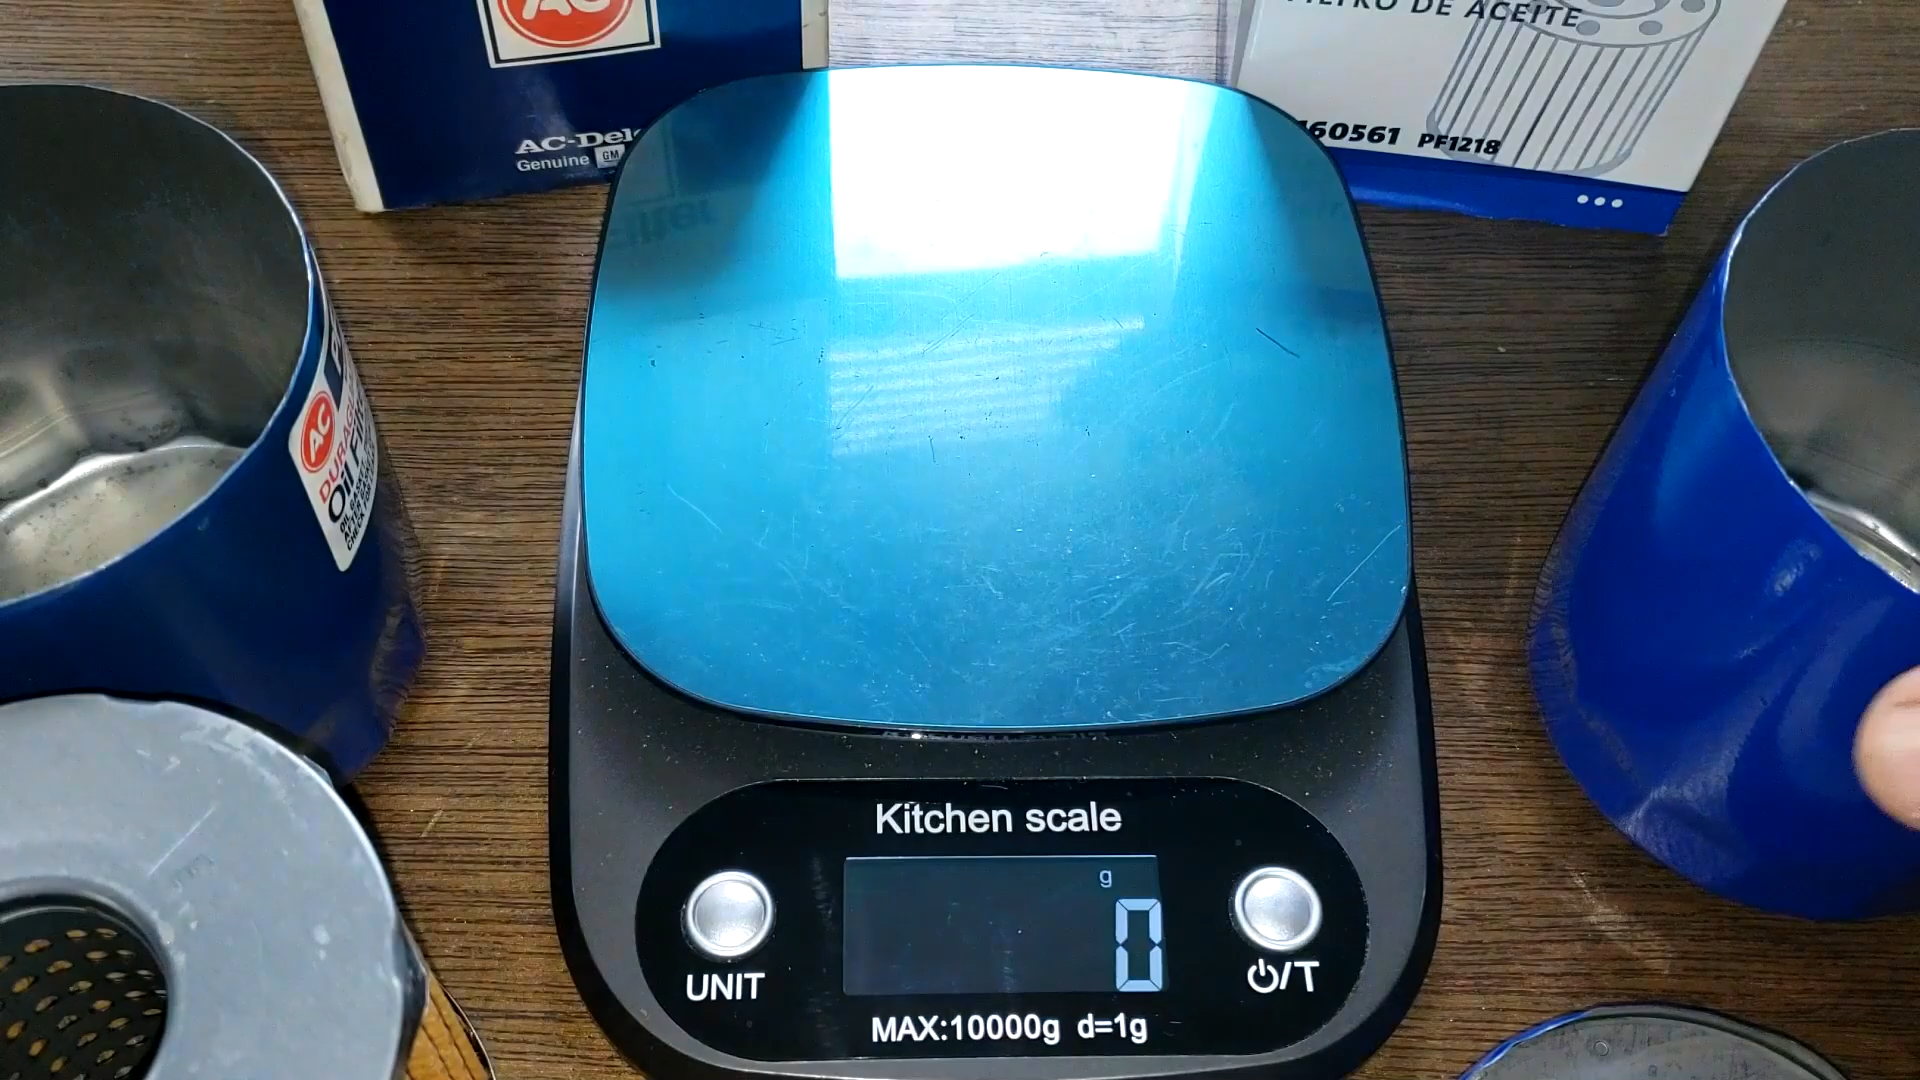 AC
AC-Delco
Genuine GM
FILTRO DE ACEITE
160561 PF1218
AC
DURAGUARD
Oil Filter
Kitchen scale
g
0
UNIT
⏻/T
MAX:10000g d=1g